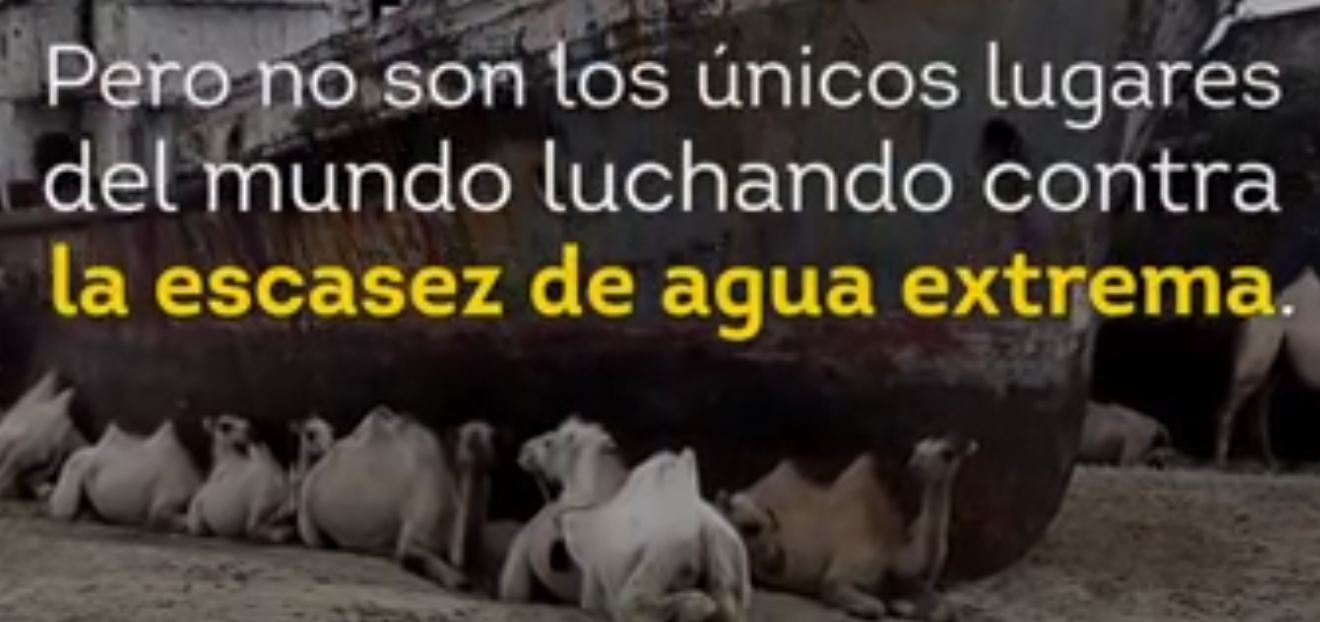 Pero no son los únicos lugares
del mundo luchando contra
la escasez de agua extrema.